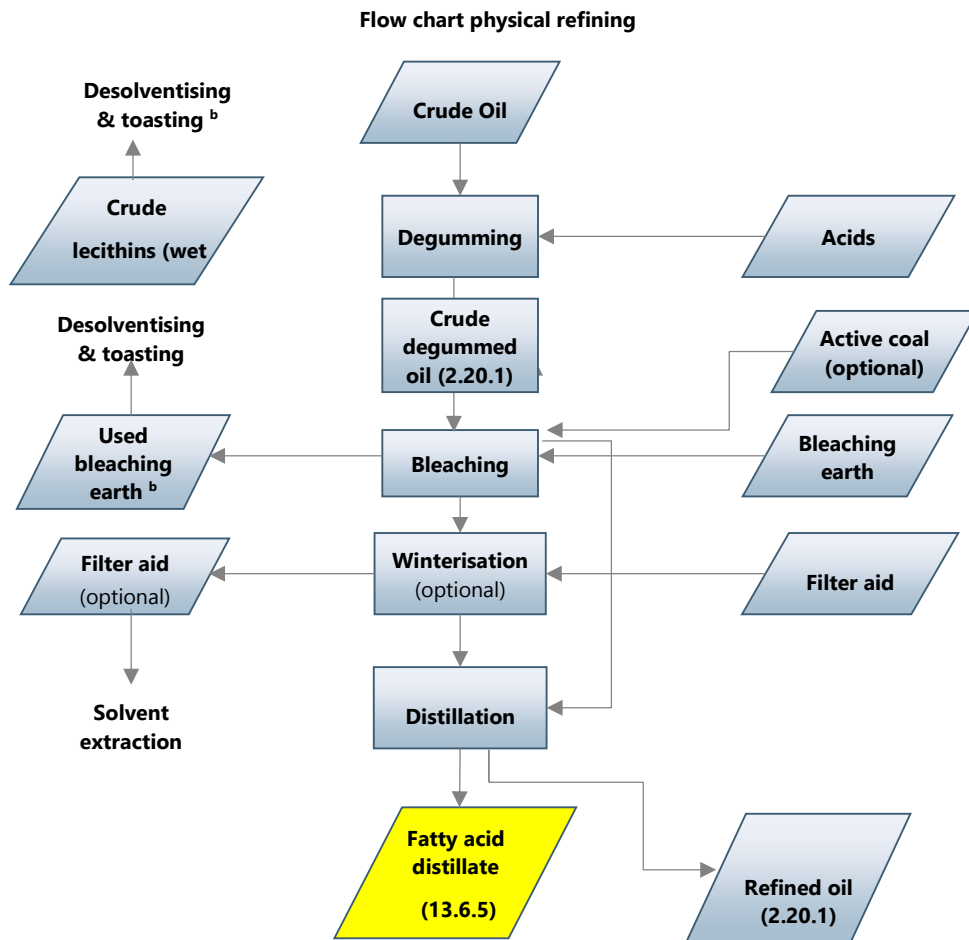 Flow chart physical refining
Desolventising
& toasting b
Crude Oil
Crude
lecithins (wet
Degumming
Acids
Desolventising
& toasting
Crude
degummed
oil (2.20.1)
Active coal
(optional)
Used
bleaching
earth b
Bleaching
Bleaching
earth
Filter aid
(optional)
Winterisation
(optional)
Filter aid
Solvent
extraction
Distillation
Fatty acid
distillate
(13.6.5)
Refined oil
(2.20.1)